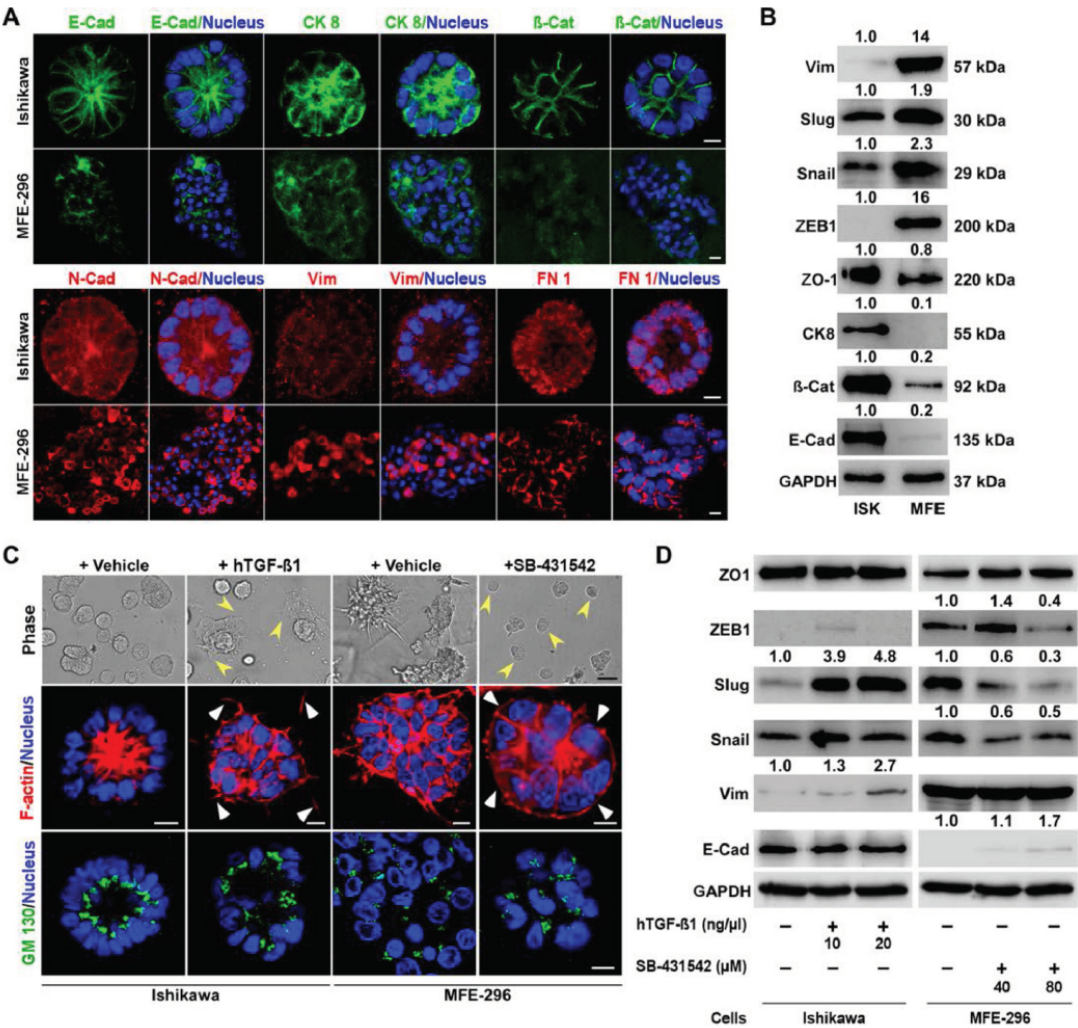 A
E-Cad E-Cad/Nucleus CK 8 CK 8/Nucleus ß-Cat ß-Cat/Nucleus
Ishikawa
MFE-296
N-Cad N-Cad/Nucleus Vim Vim/Nucleus FN 1 FN 1/Nucleus
Ishikawa
MFE-296
B
1.0 14
Vim 57 kDa
1.0 1.9
Slug 30 kDa
1.0 2.3
Snail 29 kDa
1.0 16
ZEB1 200 kDa
1.0 0.8
ZO-1 220 kDa
1.0 0.1
CK8 55 kDa
1.0 0.2
ß-Cat 92 kDa
1.0 0.2
E-Cad 135 kDa
GAPDH 37 kDa
ISK MFE
C
+ Vehicle + hTGF-ß1 + Vehicle +SB-431542
Phase
F-actin/Nucleus
GM 130/Nucleus
Ishikawa MFE-296
D
ZO1
1.0 1.4 0.4
ZEB1
1.0 3.9 4.8 1.0 0.6 0.3
Slug
1.0 0.6 0.5
Snail
1.0 1.3 2.7
Vim
1.0 1.1 1.7
E-Cad
GAPDH
hTGF-ß1 (ng/µl) – + + – – –
10 20
SB-431542 (µM) – – – – + +
40 80
Cells Ishikawa MFE-296